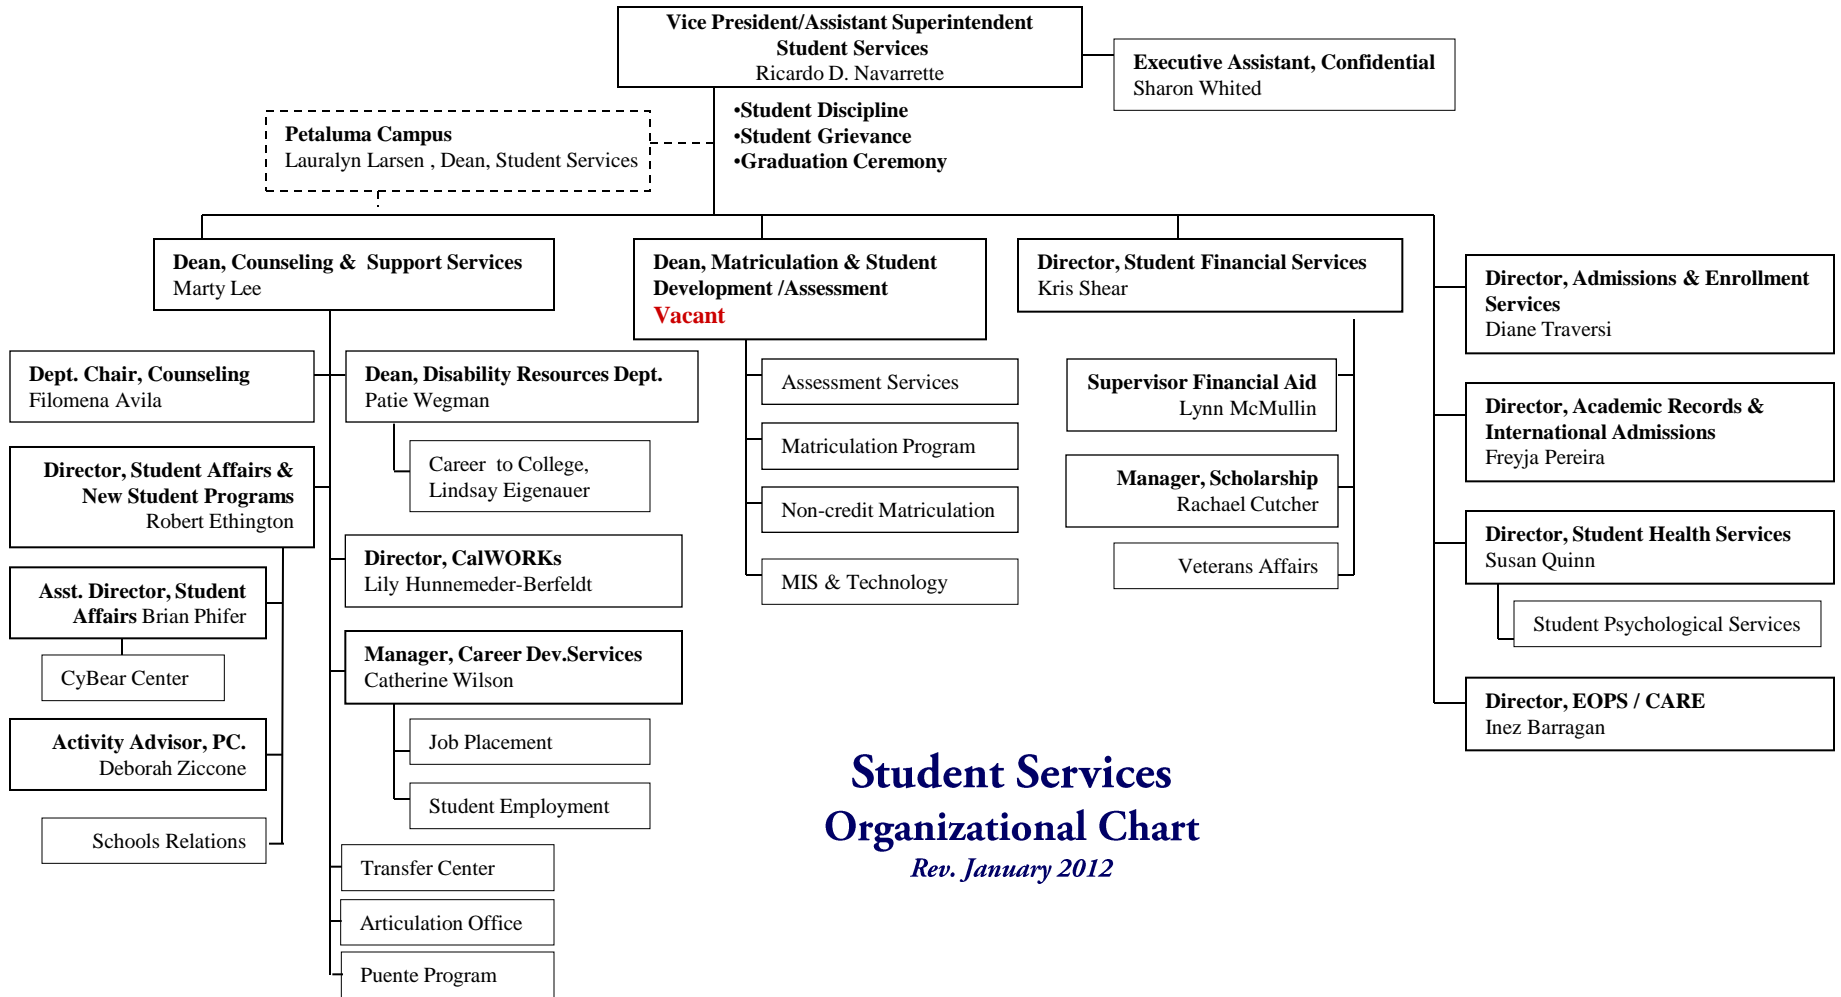 Vice President/Assistant Superintendent
Student Services
Ricardo D. Navarrette
Executive Assistant, Confidential
Sharon Whited
•Student Discipline
•Student Grievance
•Graduation Ceremony
Petaluma Campus
Lauralyn Larsen , Dean, Student Services
Dean, Counseling & Support Services
Marty Lee
Dept. Chair, Counseling
Filomena Avila
Director, Student Affairs &
New Student Programs
Robert Ethington
Asst. Director, Student
Affairs Brian Phifer
CyBear Center
Activity Advisor, PC.
Deborah Ziccone
Schools Relations
Dean, Disability Resources Dept.
Patie Wegman
Career to College,
Lindsay Eigenauer
Director, CalWORKs
Lily Hunnemeder-Berfeldt
Manager, Career Dev.Services
Catherine Wilson
Job Placement
Student Employment
Transfer Center
Articulation Office
Puente Program
Dean, Matriculation & Student
Development /Assessment
Vacant
Assessment Services
Matriculation Program
Non-credit Matriculation
MIS & Technology
Director, Student Financial Services
Kris Shear
Supervisor Financial Aid
Lynn McMullin
Manager, Scholarship
Rachael Cutcher
Veterans Affairs
Director, Admissions & Enrollment
Services
Diane Traversi
Director, Academic Records &
International Admissions
Freyja Pereira
Director, Student Health Services
Susan Quinn
Student Psychological Services
Director, EOPS / CARE
Inez Barragan
Student Services
Organizational Chart
Rev. January 2012